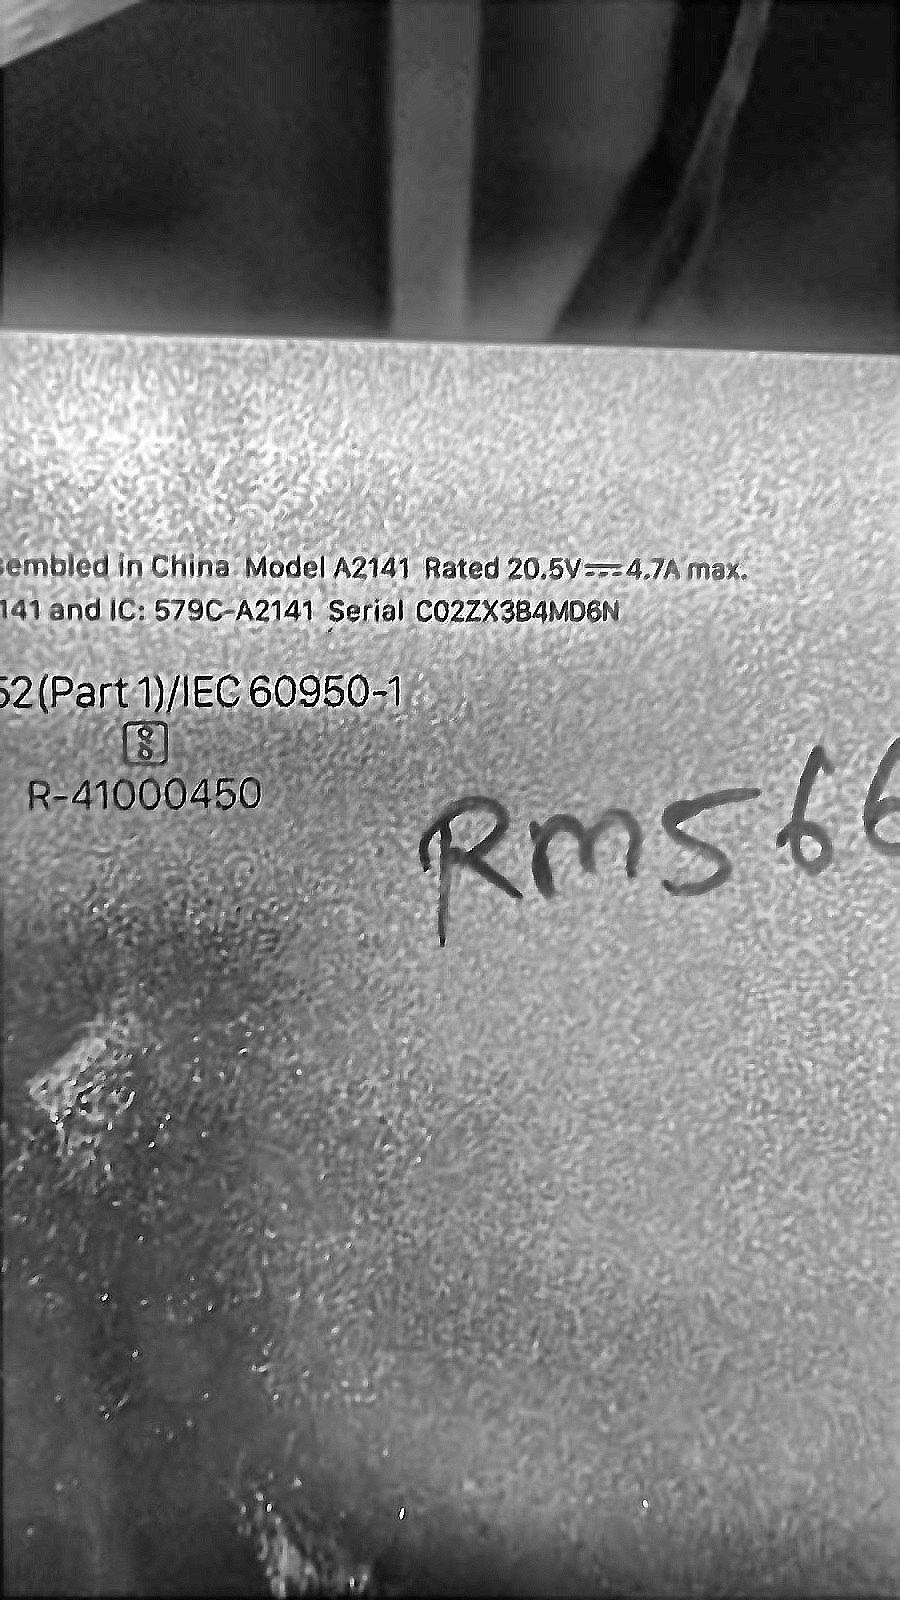 sembled in China Model A2141 Rated 20.5V⎓4.7A max.
141 and IC: 579C-A2141 Serial C02ZX3B4MD6N
52(Part 1)/IEC 60950-1
R-41000450
RM566